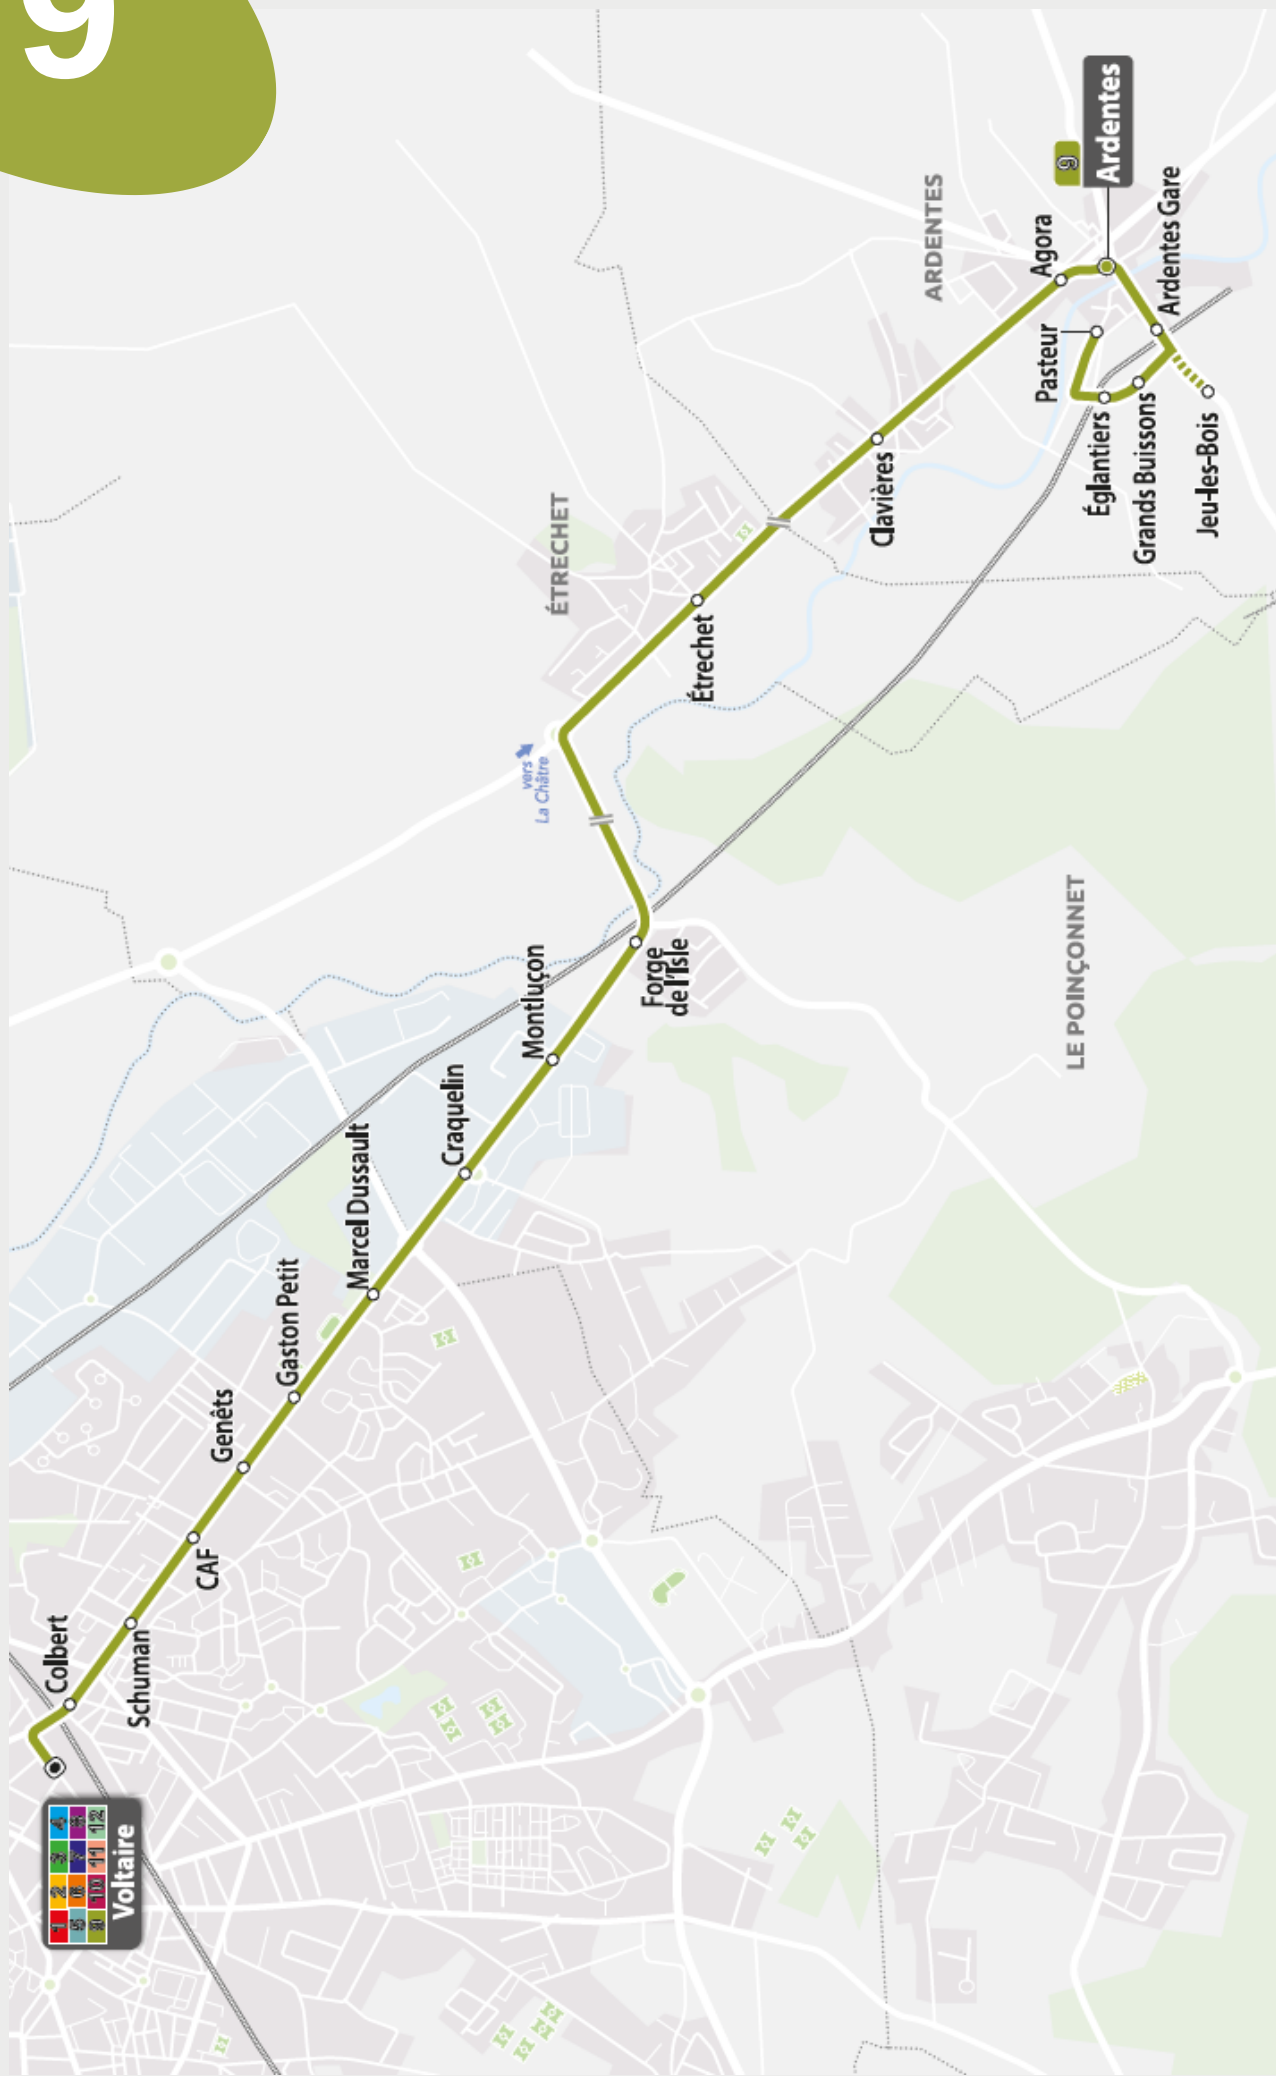 9
1 2 3 4
5 6 7 8
9 10 11 12
Voltaire
Colbert
Schuman
CAF
Genêts
Gaston Petit
Marcel Dussault
Craquelin
Montluçon
Forge
de l'Isle
vers
La Châtre
ÉTRECHET
Étrechet
Clavières
ARDENTES
Agora
9
Ardentes
Ardentes Gare
Pasteur
Églantiers
Grands Buissons
Jeu-les-Bois
LE POINÇONNET